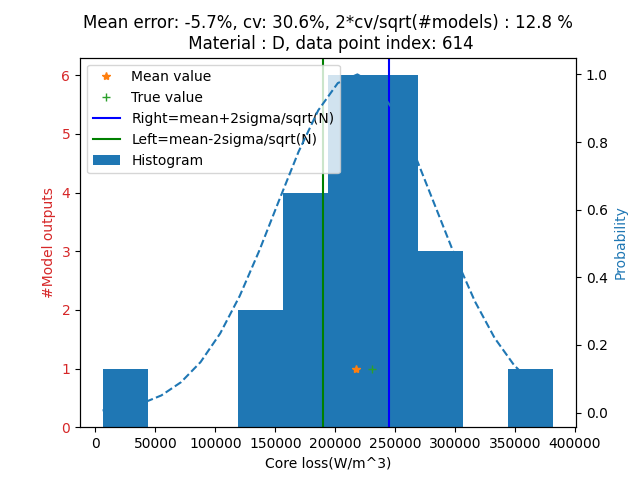 Mean error: -5.7%, cv: 30.6%, 2*cv/sqrt(#models) : 12.8 %
Material : D, data point index: 614
Mean value
True value
Right=mean+2sigma/sqrt(N)
Left=mean-2sigma/sqrt(N)
Histogram
#Model outputs
6
5
4
3
2
1
0
1.0
0.8
0.6
0.4
0.2
0.0
Probability
0 50000 100000 150000 200000 250000 300000 350000 400000
Core loss(W/m^3)